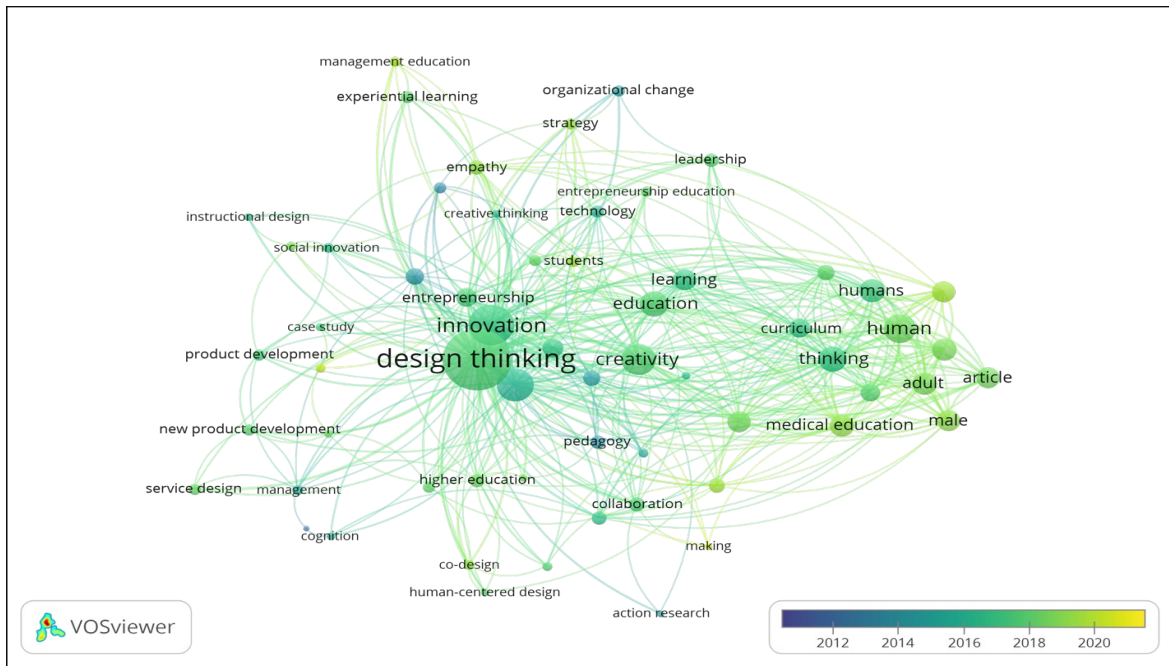 management education
experiential learning
organizational change
strategy
leadership
empathy
entrepreneurship education
instructional design
creative thinking
technology
social innovation
students
learning
humans
entrepreneurship
education
innovation
case study
curriculum
human
product development
design thinking
creativity
thinking
adult
article
new product development
pedagogy
medical education
male
service design
management
higher education
collaboration
cognition
making
co-design
human-centered design
action research
VOSviewer
2012 2014 2016 2018 2020